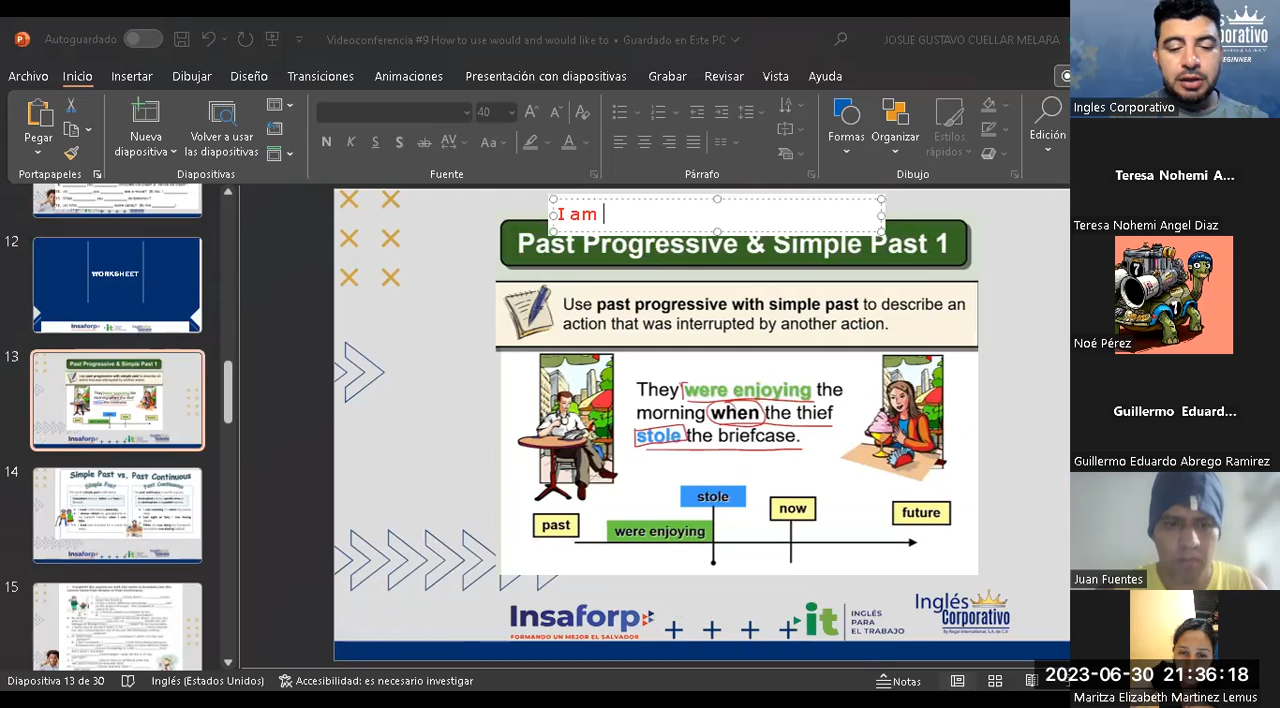 Autoguardado
Videoconferencia #9 How to use would and would like to • Guardado en Este PC
JOSUE GUSTAVO CUELLAR MELARA
Archivo Inicio Insertar Dibujar Diseño Transiciones Animaciones Presentación con diapositivas Grabar Revisar Vista Ayuda
Pegar
Nueva diapositiva
Volver a usar las diapositivas
40
N K S S ab AV Aa A
Formas
Organizar
Estilos rápidos
Edición
Portapapeles
Fuente
Párrafo
Dibujo
12
WORKSHEET
13
Past Progressive & Simple Past 1
14
Simple Past vs. Past Continuous
15
I am
Past Progressive & Simple Past 1
Use past progressive with simple past to describe an
action that was interrupted by another action.
They were enjoying the
morning when the thief
stole the briefcase.
stole
now
future
past
were enjoying
Insaforp
FORMANDO UN MEJOR EL SALVADOR
it
INGLÉS
PARA
EL TRABAJO
Inglés
Corporativo
by Regal International, S.A. de C.V
Diapositiva 13 de 30
Inglés (Estados Unidos)
Accesibilidad: es necesario investigar
Notas
Ingles Corporativo
Teresa Nohemi A...
Teresa Nohemi Angel Diaz
Noé Pérez
Guillermo Eduard...
Guillermo Eduardo Abrego Ramirez
Juan Fuentes
2023-06-30 21:36:18
Maritza Elizabeth Martinez Lemus